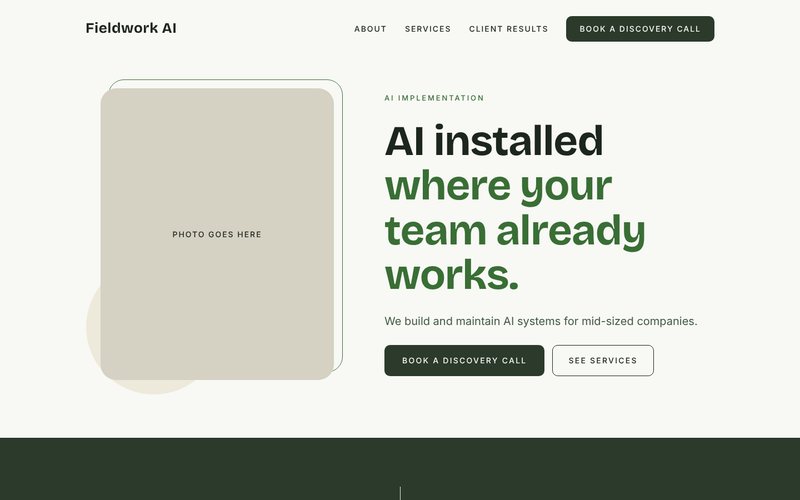 Fieldwork AI
ABOUT SERVICES CLIENT RESULTS BOOK A DISCOVERY CALL
PHOTO GOES HERE
AI IMPLEMENTATION
AI installed
where your
team already
works.
We build and maintain AI systems for mid-sized companies.
BOOK A DISCOVERY CALL SEE SERVICES